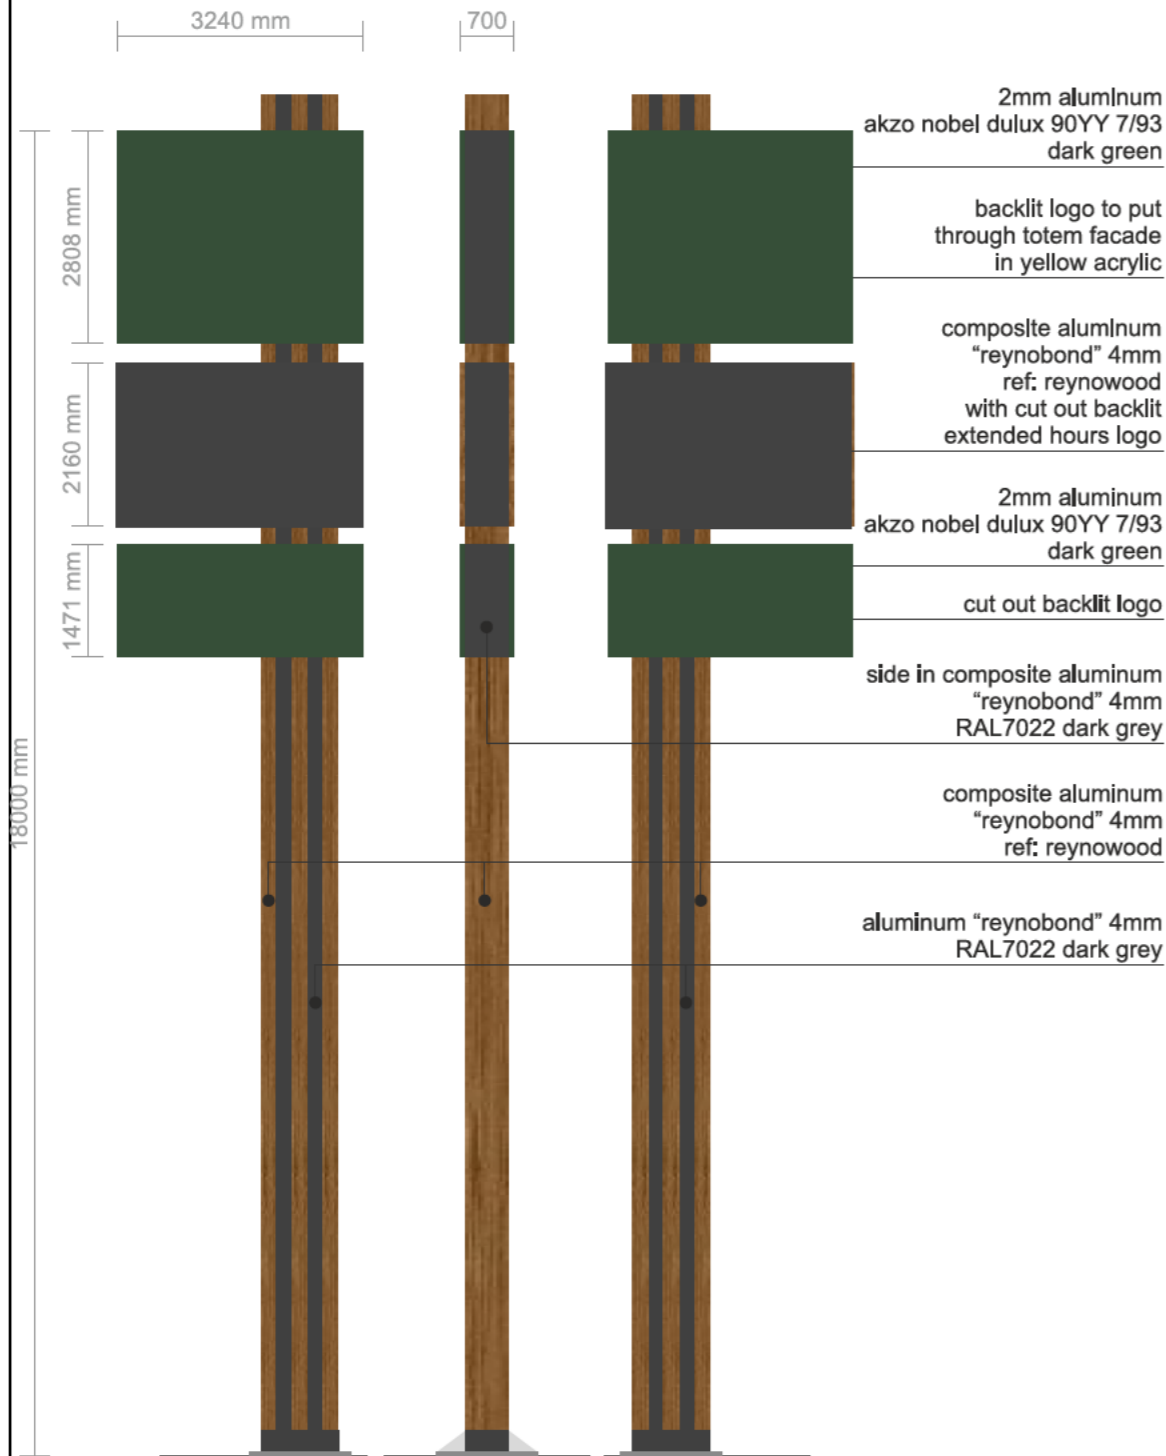 3240 mm
700
2808 mm
2160 mm
1471 mm
18000 mm
2mm aluminum
akzo nobel dulux 90YY 7/93
dark green
backlit logo to put
through totem facade
in yellow acrylic
composite aluminum
“reynobond” 4mm
ref: reynowood
with cut out backlit
extended hours logo
2mm aluminum
akzo nobel dulux 90YY 7/93
dark green
cut out backlit logo
side in composite aluminum
“reynobond” 4mm
RAL7022 dark grey
composite aluminum
“reynobond” 4mm
ref: reynowood
aluminum “reynobond” 4mm
RAL7022 dark grey